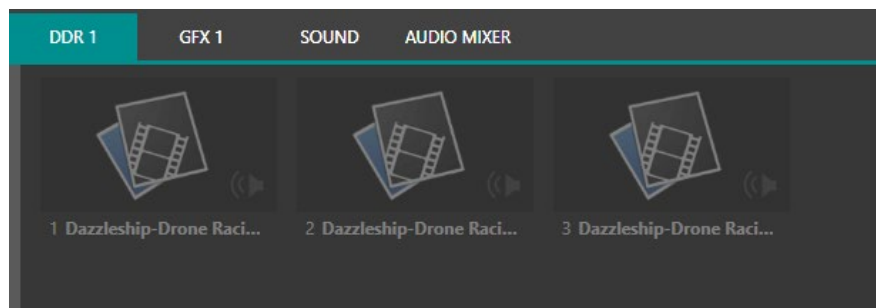 DDR 1 GFX 1 SOUND AUDIO MIXER
1 Dazzleship-Drone Raci... 2 Dazzleship-Drone Raci... 3 Dazzleship-Drone Raci...